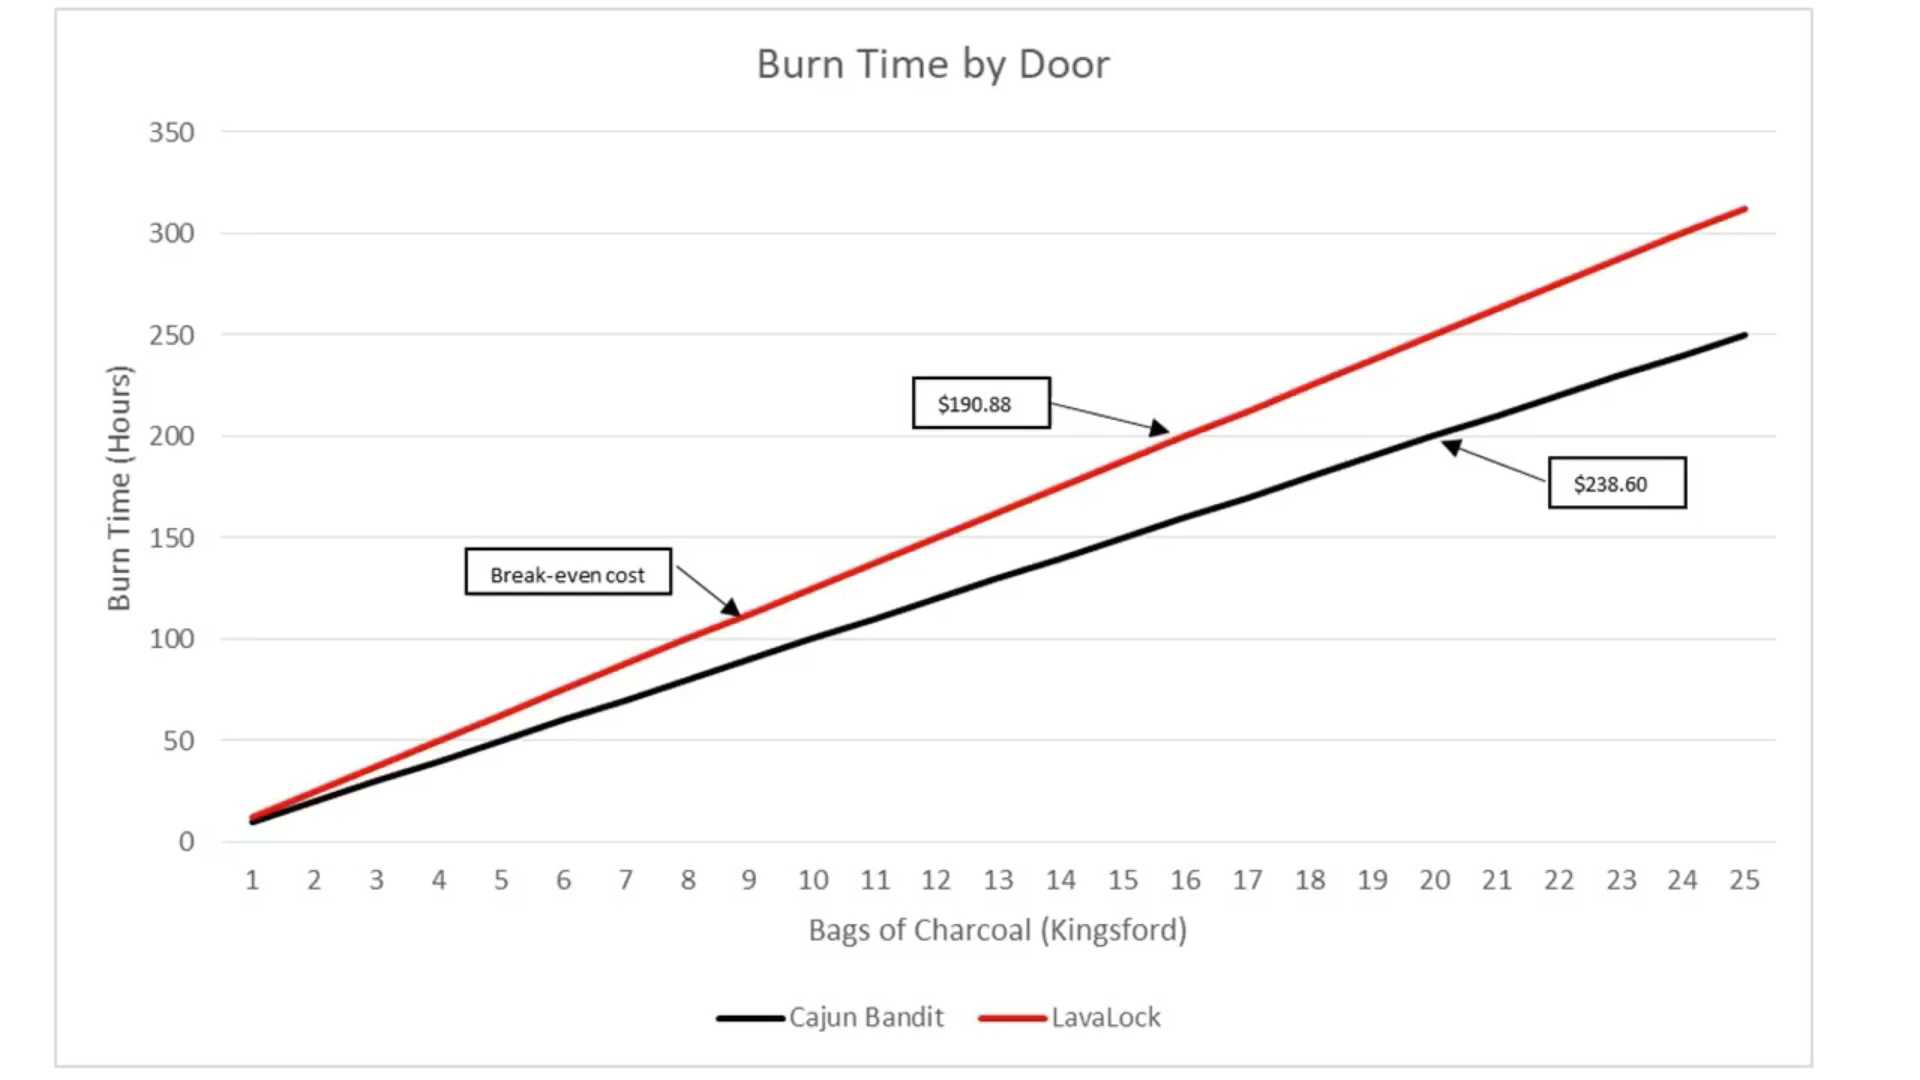 Burn Time by Door
350
300
250
200
150
100
50
0
Burn Time (Hours)
$190.88
$238.60
Break-even cost
1 2 3 4 5 6 7 8 9 10 11 12 13 14 15 16 17 18 19 20 21 22 23 24 25
Bags of Charcoal (Kingsford)
Cajun Bandit LavaLock